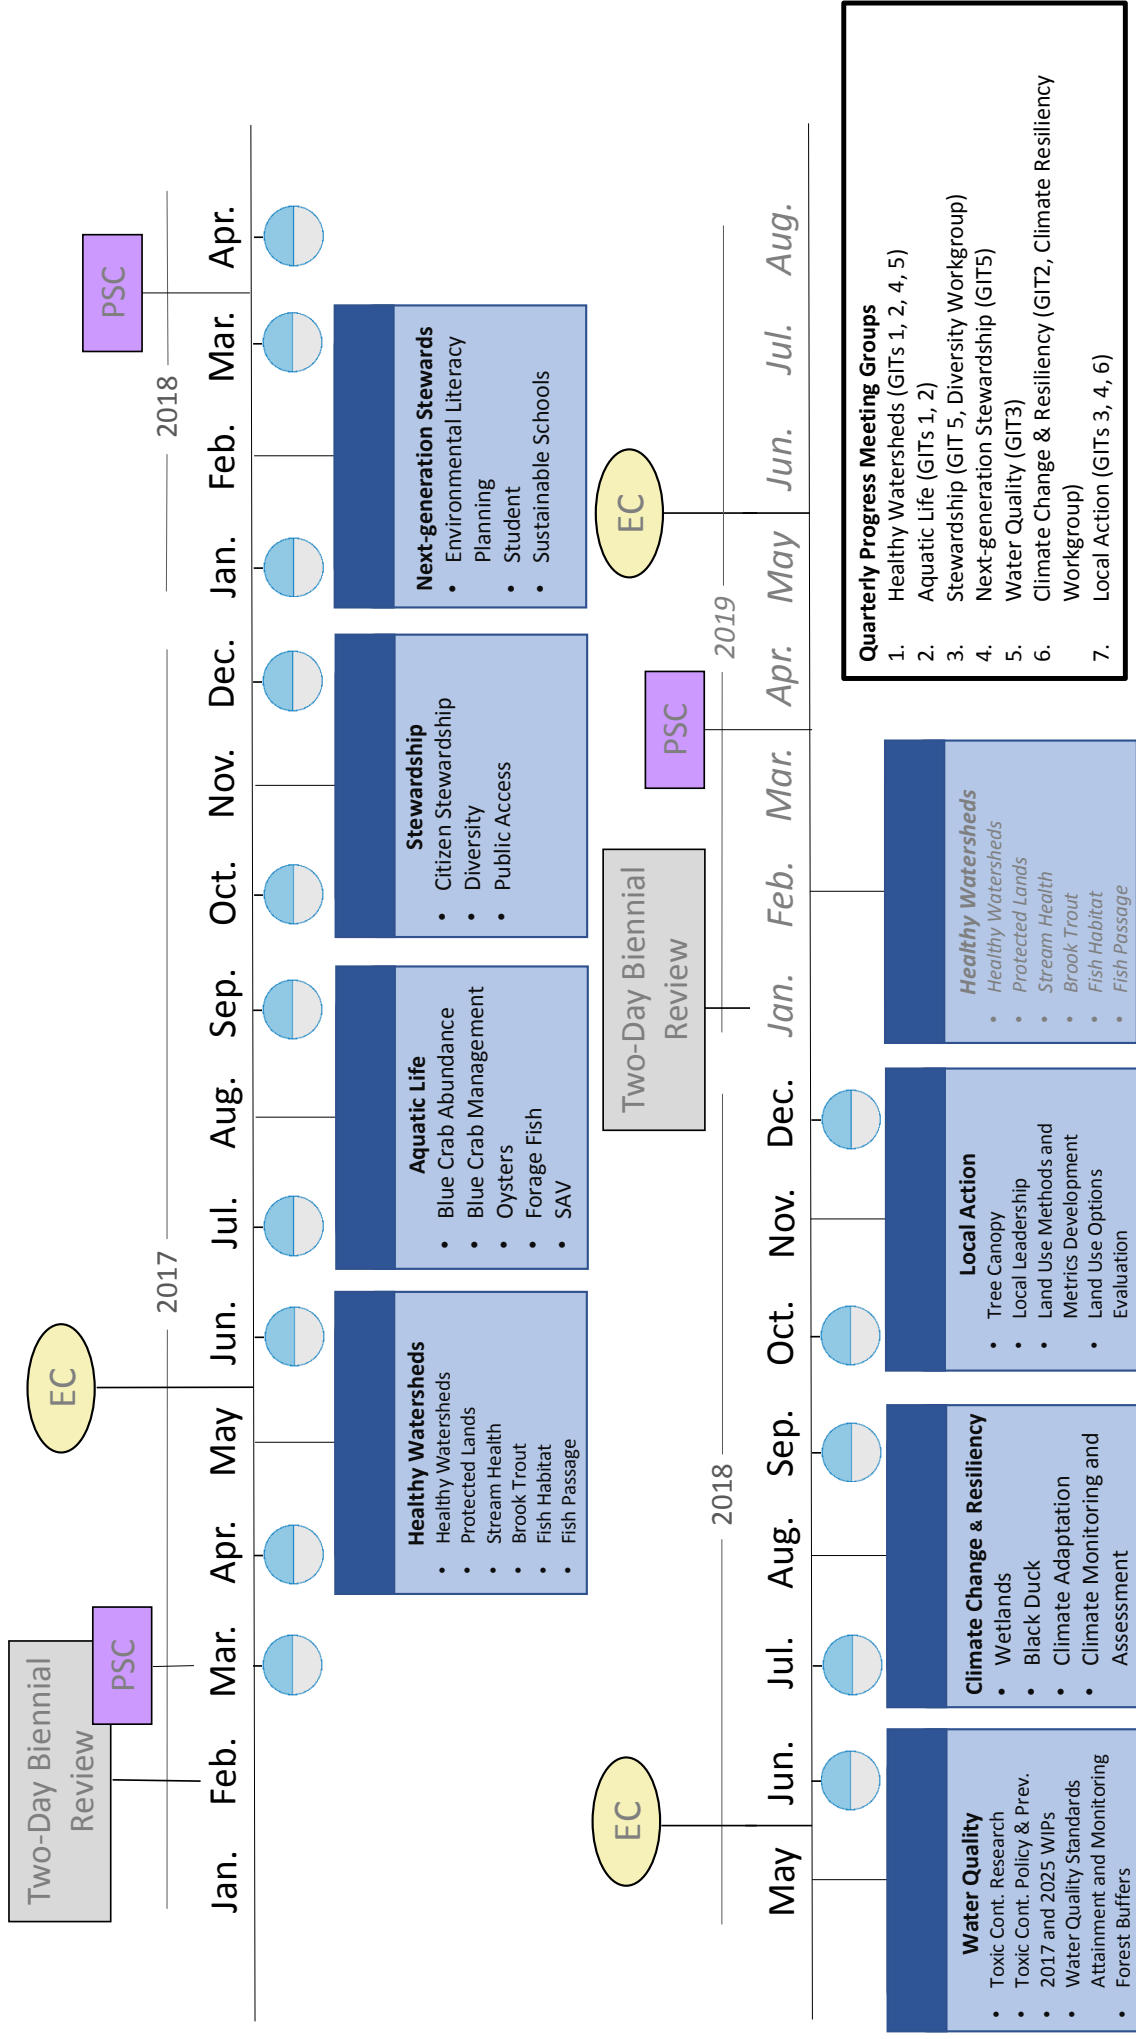 Two-Day Biennial
Review
PSC
EC
PSC
2017
2018
Jan.
Feb.
Mar.
Apr.
May
Jun.
Jul.
Aug.
Sep.
Oct.
Nov.
Dec.
Jan.
Feb.
Mar.
Apr.
Healthy Watersheds
• Healthy Watersheds
• Protected Lands
• Stream Health
• Brook Trout
• Fish Habitat
• Fish Passage
Aquatic Life
• Blue Crab Abundance
• Blue Crab Management
• Oysters
• Forage Fish
• SAV
Stewardship
• Citizen Stewardship
• Diversity
• Public Access
Next-generation Stewards
• Environmental Literacy
Planning
• Student
• Sustainable Schools
EC
Two-Day Biennial
Review
PSC
EC
2018
2019
May
Jun.
Jul.
Aug.
Sep.
Oct.
Nov.
Dec.
Jan.
Feb.
Mar.
Apr.
May
Jun.
Jul.
Aug.
Water Quality
• Toxic Cont. Research
• Toxic Cont. Policy & Prev.
• 2017 and 2025 WIPs
• Water Quality Standards
Attainment and Monitoring
• Forest Buffers
Climate Change & Resiliency
• Wetlands
• Black Duck
• Climate Adaptation
• Climate Monitoring and
Assessment
Local Action
• Tree Canopy
• Local Leadership
• Land Use Methods and
Metrics Development
• Land Use Options
Evaluation
Healthy Watersheds
• Healthy Watersheds
• Protected Lands
• Stream Health
• Brook Trout
• Fish Habitat
• Fish Passage
Quarterly Progress Meeting Groups
1. Healthy Watersheds (GITs 1, 2, 4, 5)
2. Aquatic Life (GITs 1, 2)
3. Stewardship (GIT 5, Diversity Workgroup)
4. Next-generation Stewardship (GIT5)
5. Water Quality (GIT3)
6. Climate Change & Resiliency (GIT2, Climate Resiliency
Workgroup)
7. Local Action (GITs 3, 4, 6)